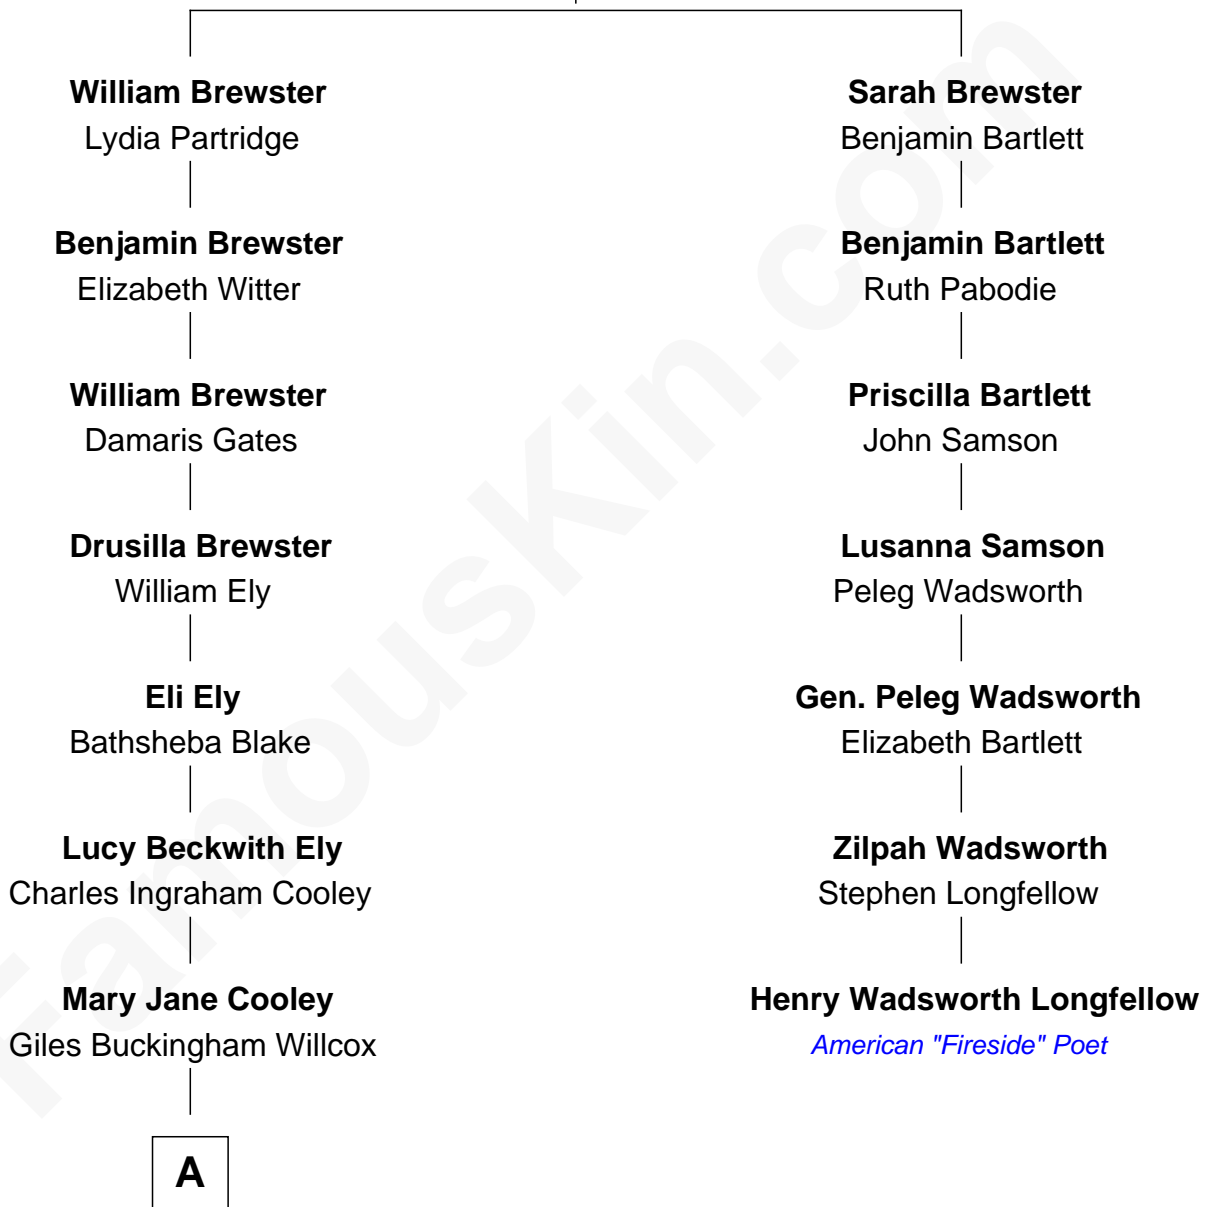 William Brewster
Lydia Partridge
Benjamin Brewster
Elizabeth Witter
William Brewster
Damaris Gates
Drusilla Brewster
William Ely
Eli Ely
Bathsheba Blake
Lucy Beckwith Ely
Charles Ingraham Cooley
Mary Jane Cooley
Giles Buckingham Willcox
A
Sarah Brewster
Benjamin Bartlett
Benjamin Bartlett
Ruth Pabodie
Priscilla Bartlett
John Samson
Lusanna Samson
Peleg Wadsworth
Gen. Peleg Wadsworth
Elizabeth Bartlett
Zilpah Wadsworth
Stephen Longfellow
Henry Wadsworth Longfellow
American "Fireside" Poet
FamousKin.com